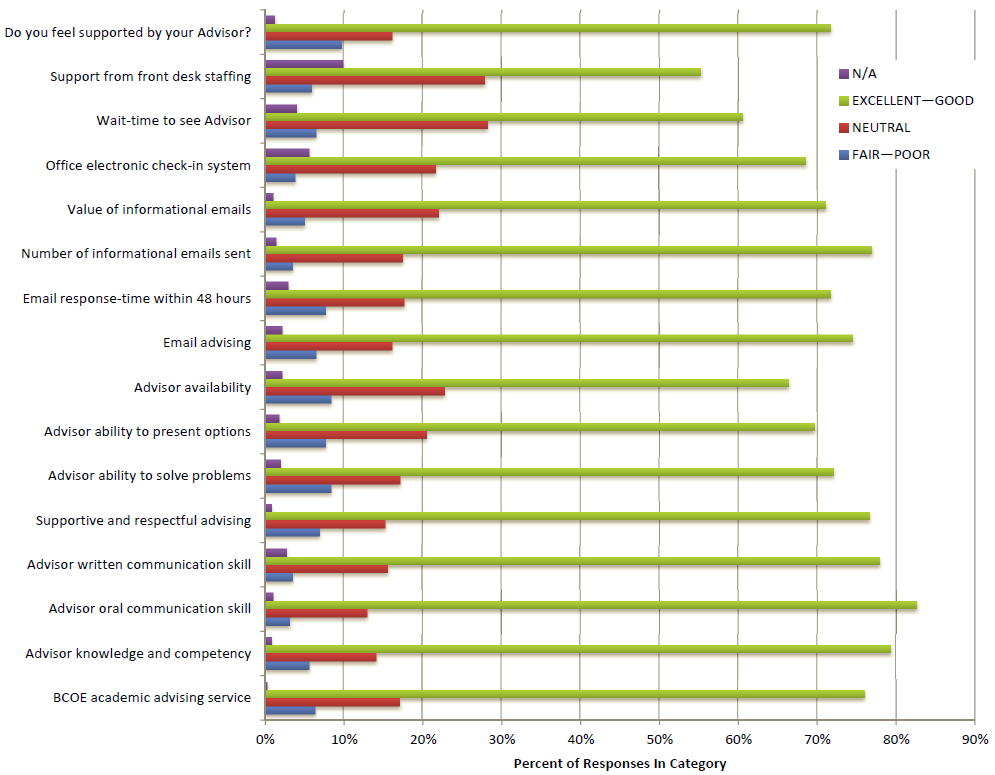 Do you feel supported by your Advisor?
Support from front desk staffing
Wait-time to see Advisor
Office electronic check-in system
Value of informational emails
Number of informational emails sent
Email response-time within 48 hours
Email advising
Advisor availability
Advisor ability to present options
Advisor ability to solve problems
Supportive and respectful advising
Advisor written communication skill
Advisor oral communication skill
Advisor knowledge and competency
BCOE academic advising service
N/A
EXCELLENT—GOOD
NEUTRAL
FAIR—POOR
0% 10% 20% 30% 40% 50% 60% 70% 80% 90%
Percent of Responses In Category